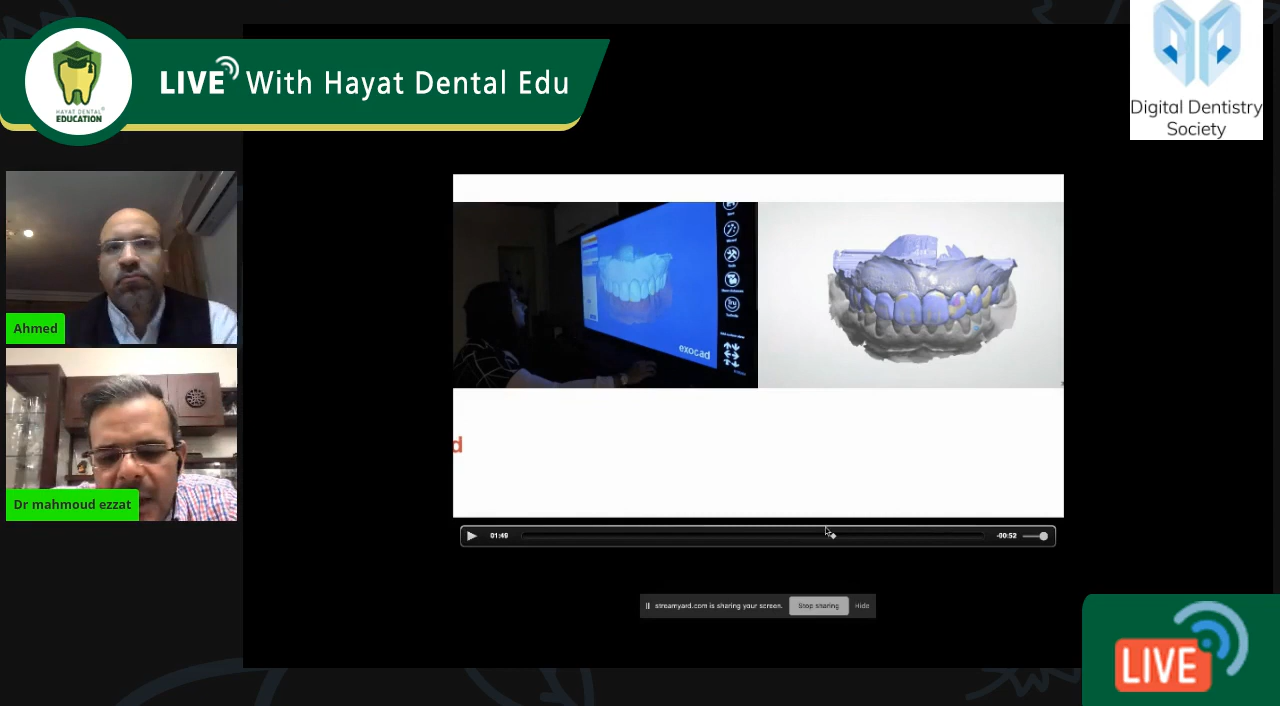 LIVE With Hayat Dental Edu
HAYAT DENTAL
EDUCATION
Digital Dentistry
Society
Ahmed
Dr mahmoud ezzat
exocad
d
01:49
-00:52
streamyard.com is sharing your screen.
Stop sharing
Hide
LIVE